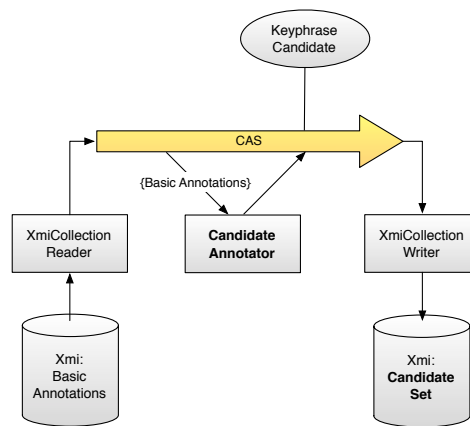 Keyphrase
Candidate
CAS
{Basic Annotations}
XmiCollection
Reader
Candidate
Annotator
XmiCollection
Writer
Xmi:
Basic
Annotations
Xmi:
Candidate
Set